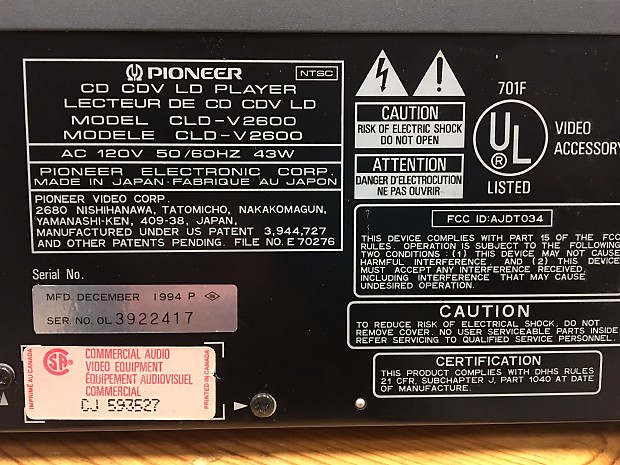 PIONEER NTSC
CD CDV LD PLAYER
LECTEUR DE CD CDV LD
MODEL CLD-V2600
MODELE CLD-V2600
AC 120V 50/60HZ 43W
PIONEER ELECTRONIC CORP.
MADE IN JAPAN·FABRIQUE AU JAPON
PIONEER VIDEO CORP.
2680 NISHIHANAWA, TATOMICHO, NAKAKOMAGUN,
YAMANASHI-KEN, 409-38, JAPAN,
MANUFACTURED UNDER US PATENT 3,944,727
AND OTHER PATENTS PENDING. FILE NO. E 70276
Serial No.
MFD. DECEMBER 1994 P
SER. NO. OL 3922417
IMPRIMÉ AU CANADA
COMMERCIAL AUDIO
VIDEO EQUIPMENT
ÉQUIPEMENT AUDIOVISUEL
COMMERCIAL
CJ 593527
PRINTED IN CANADA
CAUTION
RISK OF ELECTRIC SHOCK
DO NOT OPEN
ATTENTION
DANGER D'ELECTROCUTION
NE PAS OUVRIR
701F
UL
®
LISTED
VIDEO
ACCESSORY
FCC ID:AJDT034
THIS DEVICE COMPLIES WITH PART 15 OF THE FCC
RULES. OPERATION IS SUBJECT TO THE FOLLOWING
TWO CONDITIONS : (1) THIS DEVICE MAY NOT CAUSE
HARMFUL INTERFERENCE, AND (2) THIS DEVICE
MUST ACCEPT ANY INTERFERENCE RECEIVED,
INCLUDING INTERFERENCE THAT MAY CAUSE
UNDESIRED OPERATION.
CAUTION
TO REDUCE RISK OF ELECTRICAL SHOCK, DO NOT
REMOVE COVER. NO USER SERVICEABLE PARTS INSIDE
REFER SERVICING TO QUALIFIED SERVICE PERSONNEL.
CERTIFICATION
THIS PRODUCT COMPLIES WITH DHHS RULES
21 CFR, SUBCHAPTER J, PART 1040 AT DATE
OF MANUFACTURE.